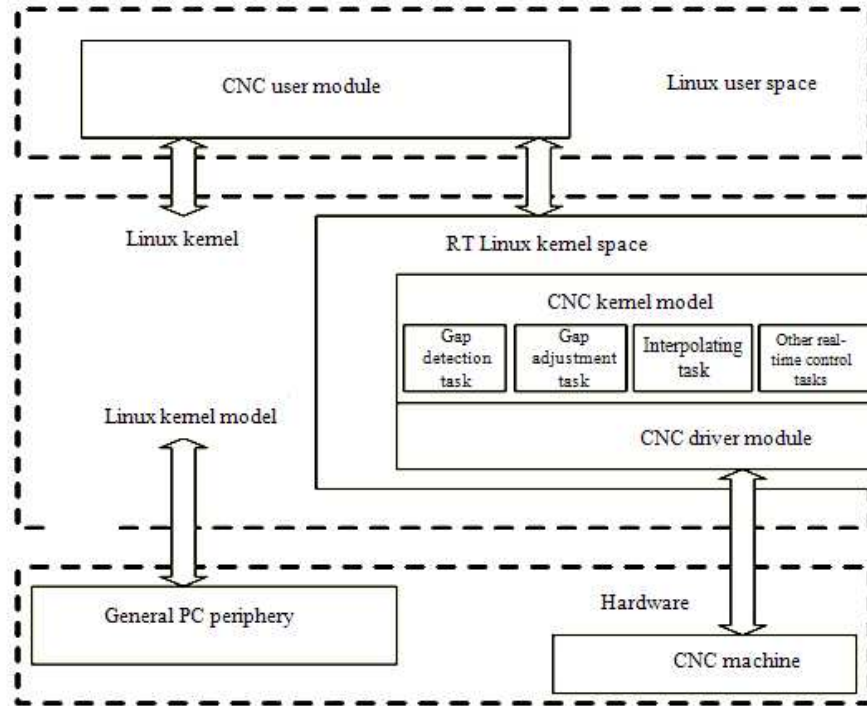 CNC user module
Linux user space
Linux kernel
RT Linux kernel space
CNC kernel model
Gap
detection
task
Gap
adjustment
task
Interpolating
task
Other real-
time control
tasks
Linux kernel model
CNC driver module
General PC periphery
Hardware
CNC machine